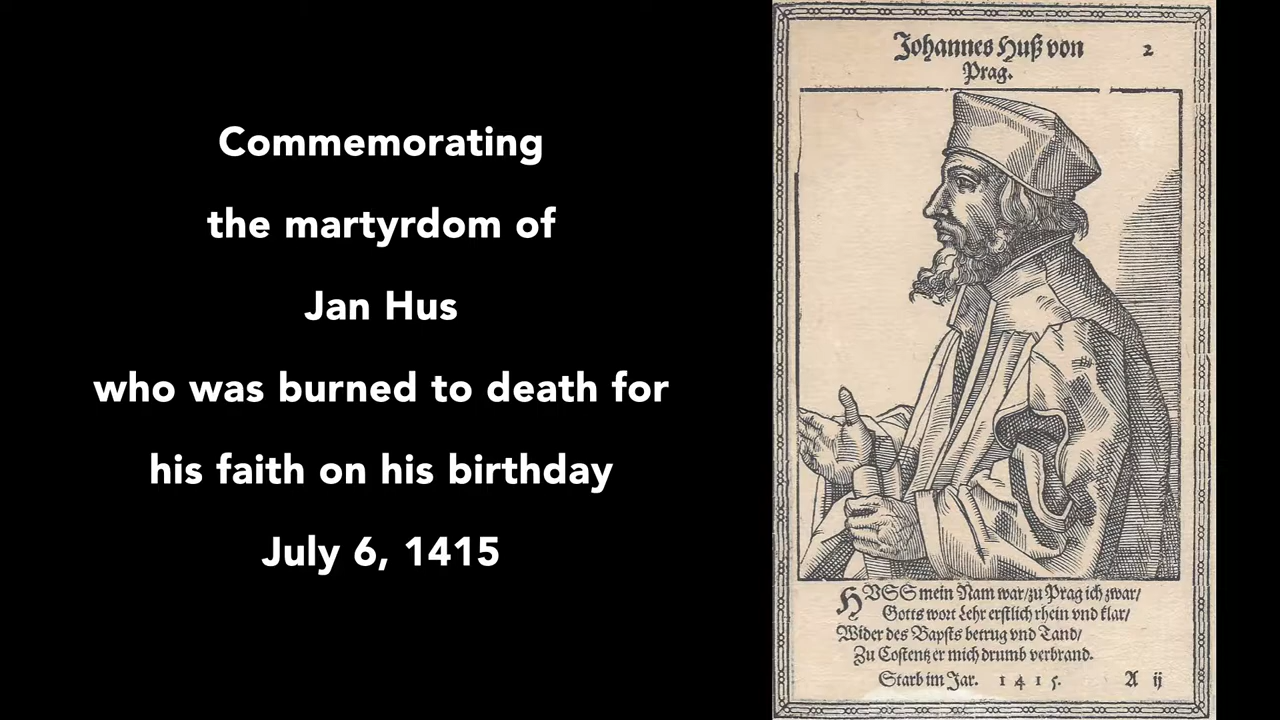 Commemorating
the martyrdom of
Jan Hus
who was burned to death for
his faith on his birthday
July 6, 1415
Johannes Huß von 2
Prag.
HVSS mein Nam war/zu Prag ich zwar/
Gotts wort Lehr erstlich rhein vnd klar/
Wider des Bapsts betrug vnd Tand/
Zu Costentz er mich drumb verbrand.
Starb im Jar. 1415. A ij